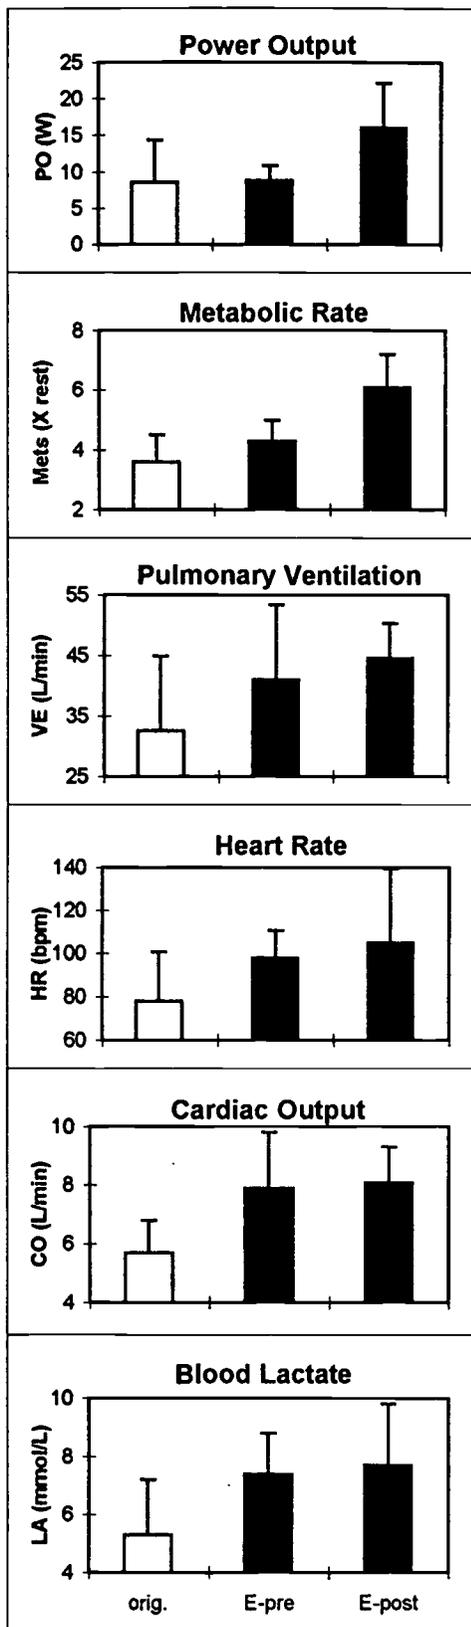 Power Output
25
20
15
10
5
0
PO (W)
Metabolic Rate
8
6
4
2
Mets (X rest)
Pulmonary Ventilation
55
45
35
25
VE (L/min)
Heart Rate
140
120
100
80
60
HR (bpm)
Cardiac Output
10
8
6
4
CO (L/min)
Blood Lactate
10
8
6
4
LA (mmol/L)
orig. E-pre E-post